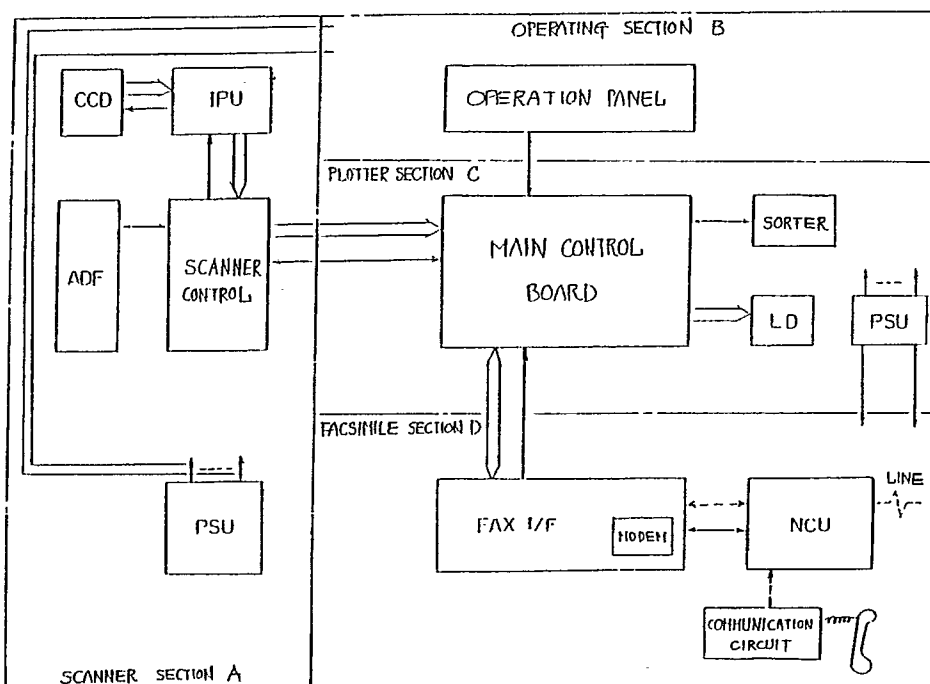 OPERATING SECTION B
CCD
IPU
OPERATION PANEL
PLOTTER SECTION C
ADF
SCANNER
CONTROL
MAIN CONTROL
BOARD
SORTER
LD
PSU
FACSINILE SECTION D
PSU
FAX I/F
MODEM
NCU
LINE
COMMUNICATION
CIRCUIT
SCANNER SECTION A